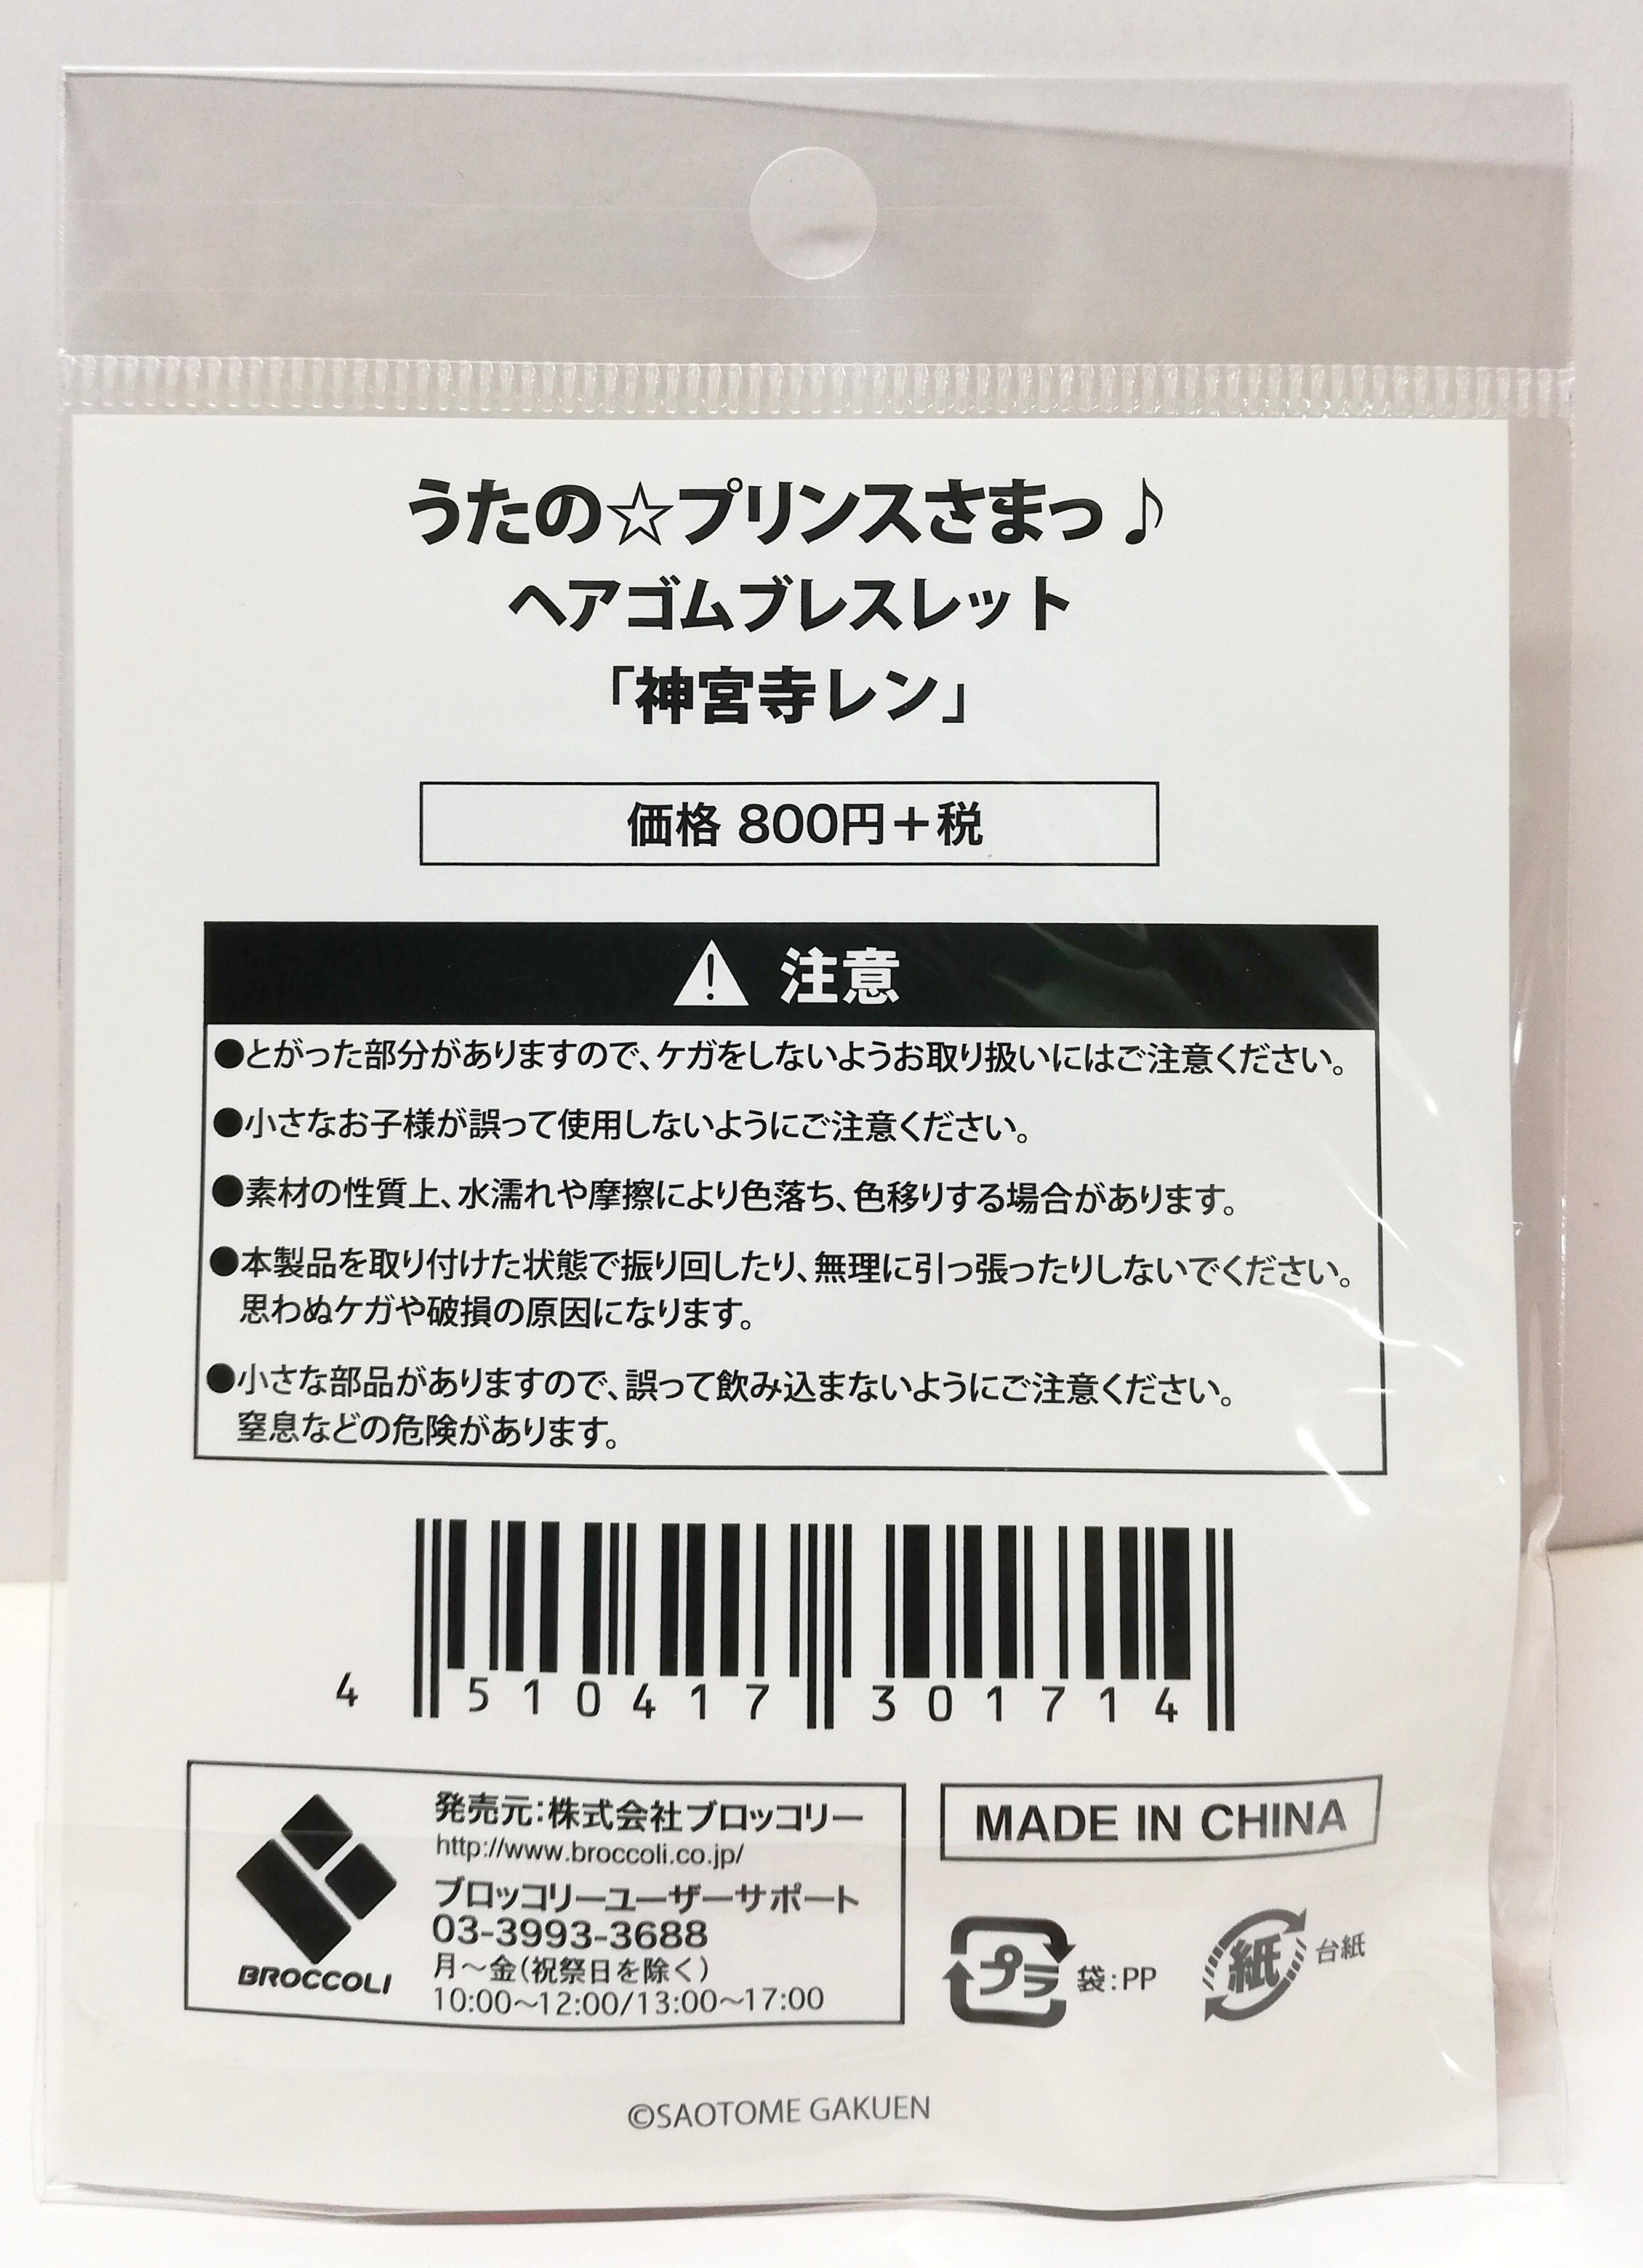 うたの☆プリンスさまっ♪
ヘアゴムブレスレット
「神宮寺レン」
価格 800円＋税
注意
●とがった部分がありますので、ケガをしないようお取り扱いにはご注意ください。
●小さなお子様が誤って使用しないようにご注意ください。
●素材の性質上、水濡れや摩擦により色落ち、色移りする場合があります。
●本製品を取り付けた状態で振り回したり、無理に引っ張ったりしないでください。
思わぬケガや破損の原因になります。
●小さな部品がありますので、誤って飲み込まないようにご注意ください。
窒息などの危険があります。
4 510417 301714
BROCCOLI
発売元：株式会社ブロッコリー
http://www.broccoli.co.jp/
ブロッコリーユーザーサポート
03-3993-3688
月～金（祝祭日を除く）
10:00～12:00/13:00～17:00
MADE IN CHINA
プラ 袋：PP
紙 台紙
©SAOTOME GAKUEN